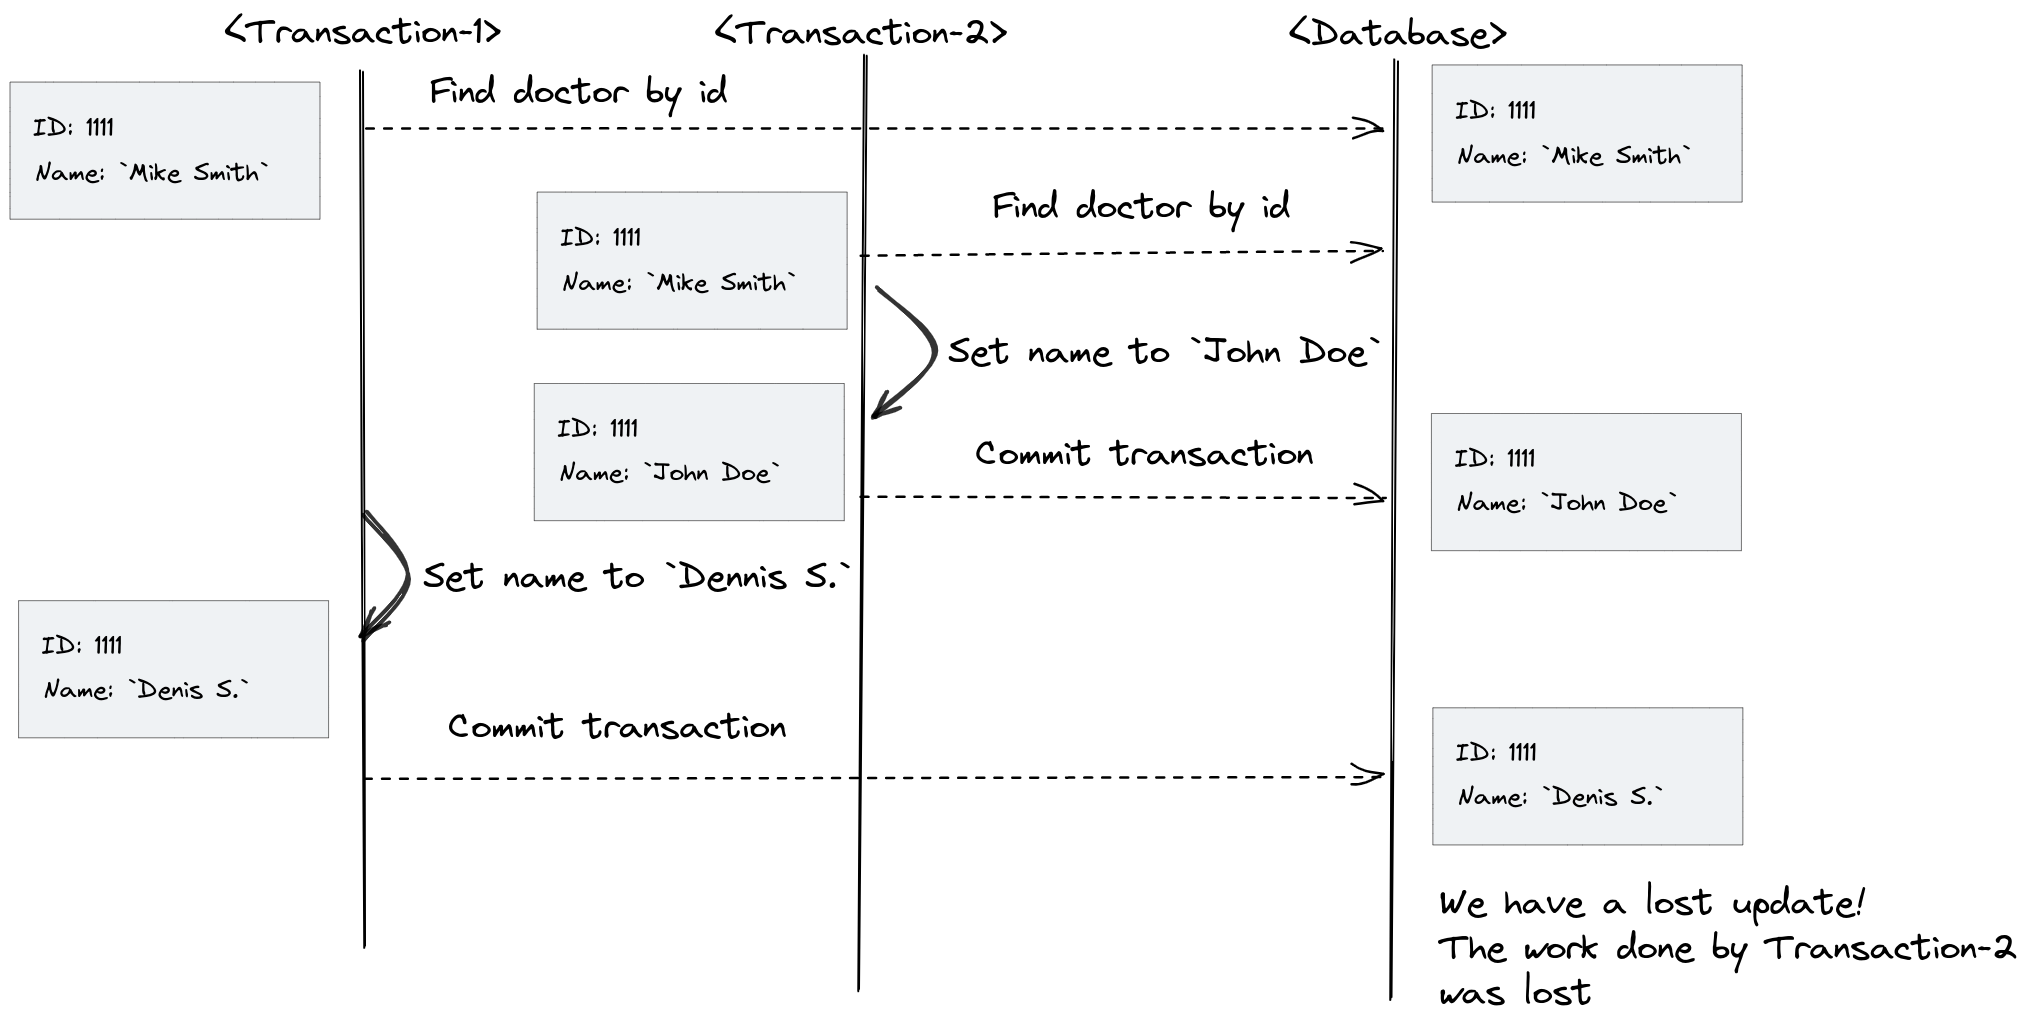 <Transaction-1>
<Transaction-2>
<Database>
Find doctor by id
ID: 1111
Name: `Mike Smith`
ID: 1111
Name: `Mike Smith`
Find doctor by id
ID: 1111
Name: `Mike Smith`
Set name to `John Doe`
ID: 1111
Name: `John Doe`
Commit transaction
ID: 1111
Name: `John Doe`
Set name to `Dennis S.`
ID: 1111
Name: `Denis S.`
Commit transaction
ID: 1111
Name: `Denis S.`
We have a lost update!
The work done by Transaction-2
was lost